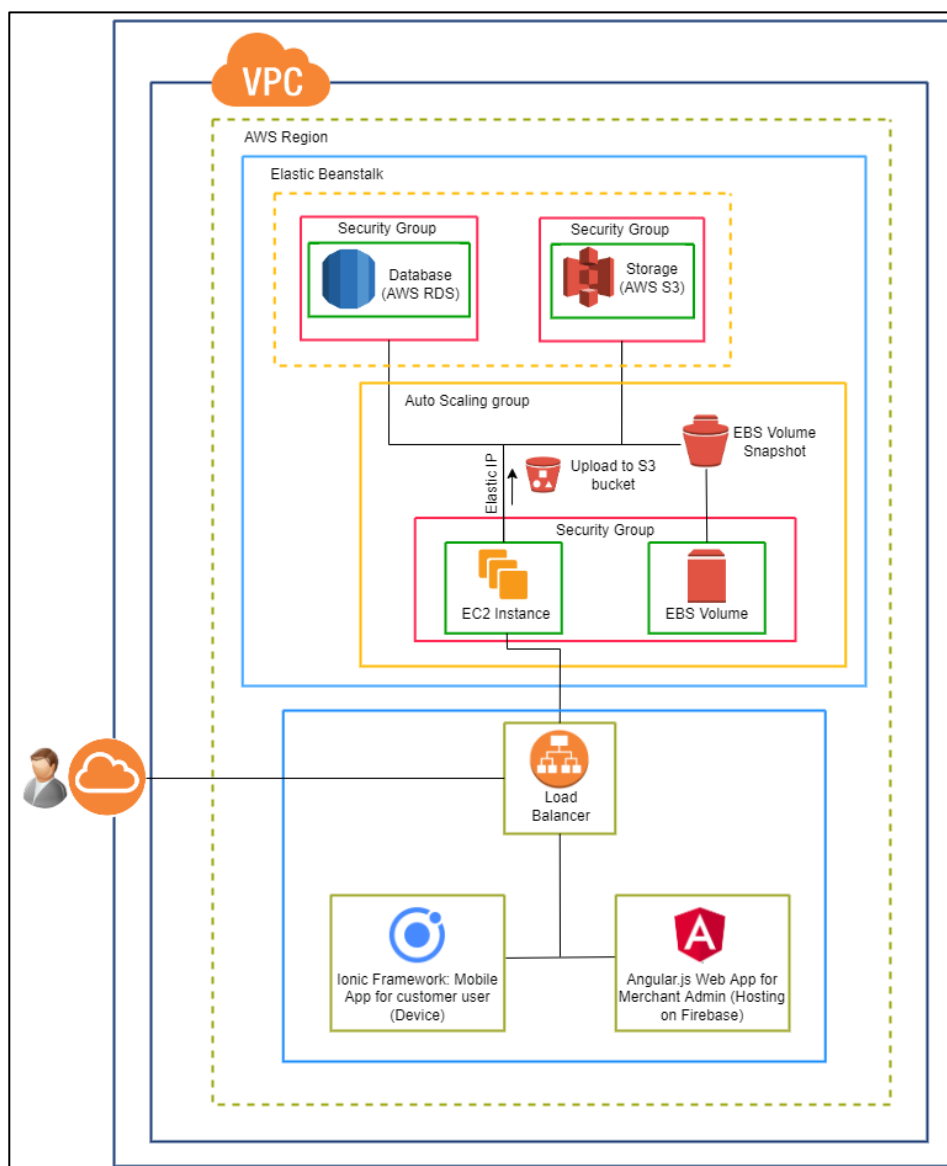 VPC
AWS Region
Elastic Beanstalk
Security Group
Database
(AWS RDS)
Security Group
Storage
(AWS S3)
Auto Scaling group
EBS Volume
Snapshot
Elastic IP
Upload to S3
bucket
Security Group
EC2 Instance
EBS Volume
Load
Balancer
Ionic Framework: Mobile
App for customer user
(Device)
Angular.js Web App for
Merchant Admin (Hosting
on Firebase)